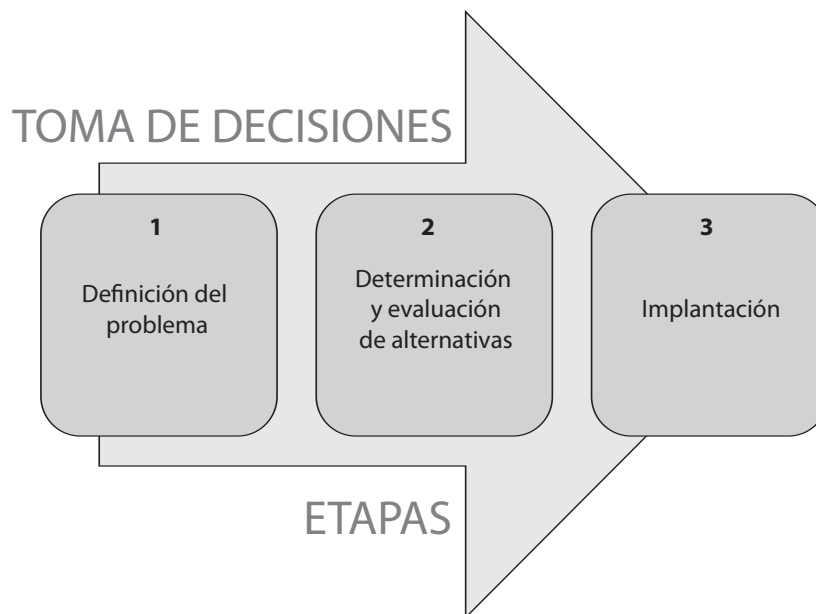 TOMA DE DECISIONES
1
Definición del
problema
2
Determinación
y evaluación
de alternativas
3
Implantación
ETAPAS